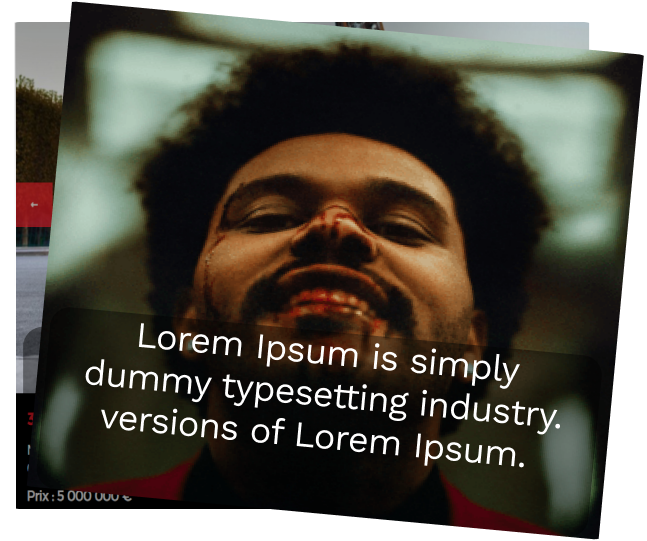 Lorem Ipsum is simply
dummy typesetting industry.
versions of Lorem Ipsum.
Prix : 5 000 000 €